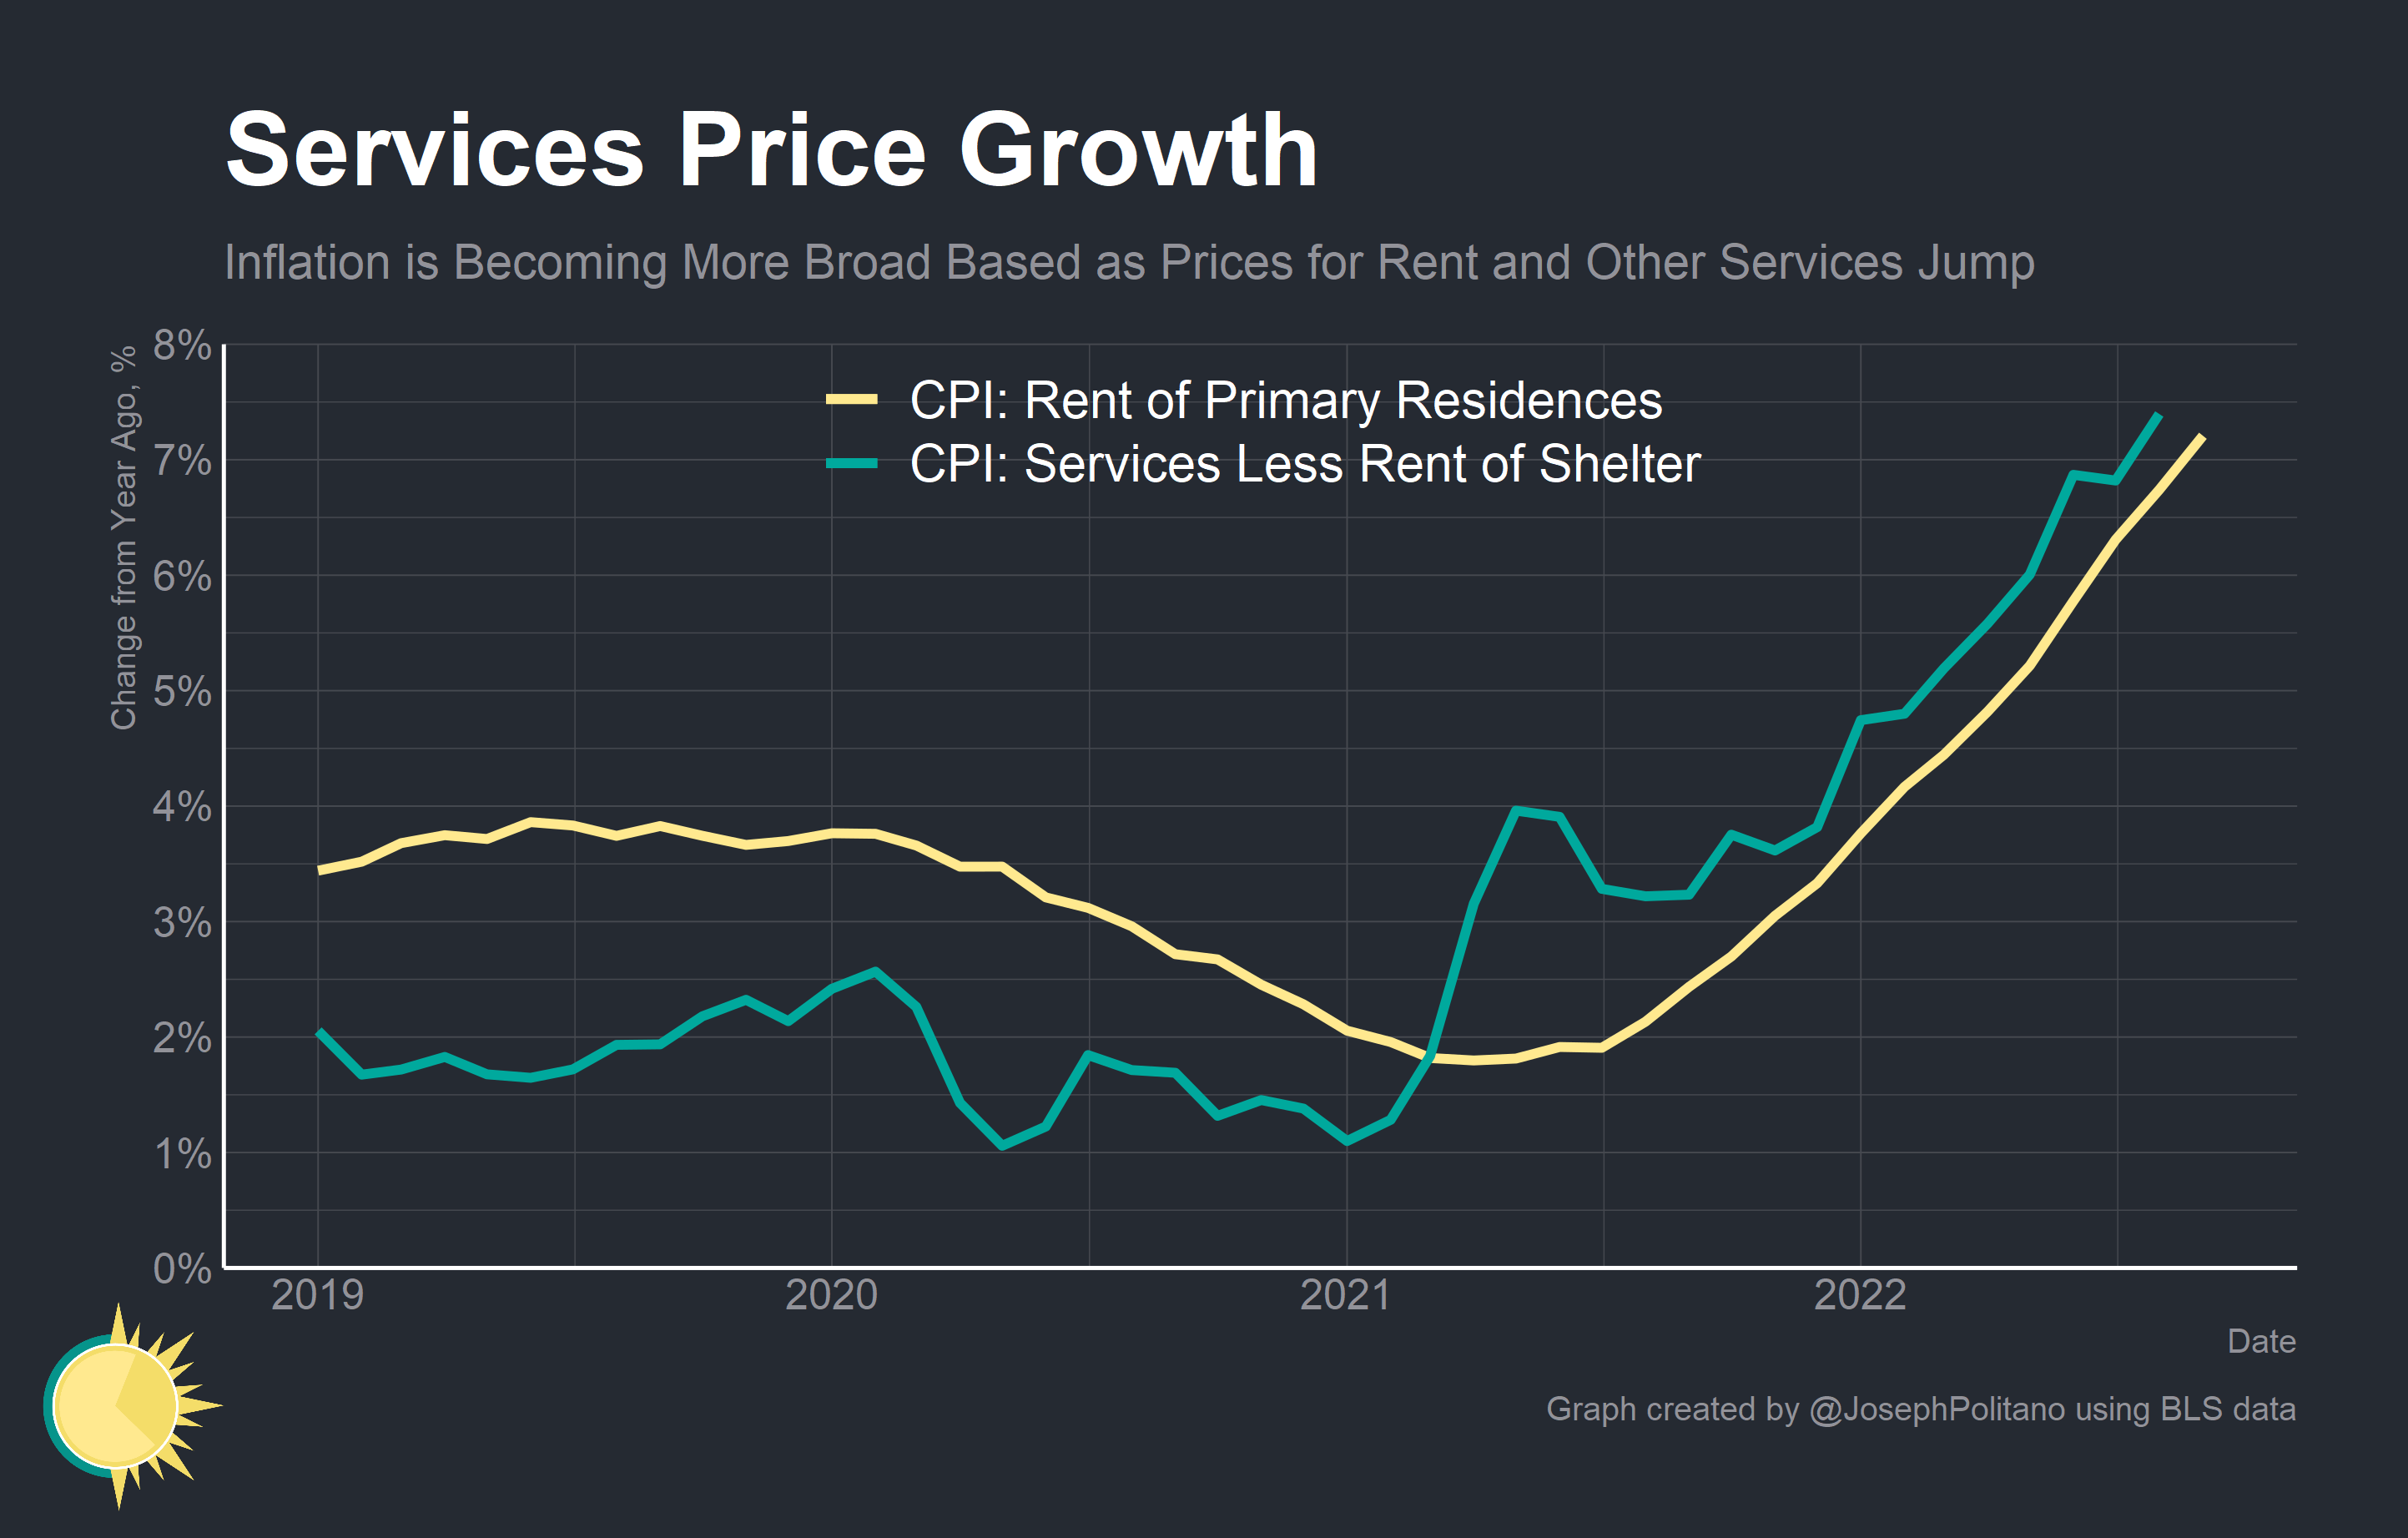 Services Price Growth
Inflation is Becoming More Broad Based as Prices for Rent and Other Services Jump
Change from Year Ago, %
8%
7%
6%
5%
4%
3%
2%
1%
0%
CPI: Rent of Primary Residences
CPI: Services Less Rent of Shelter
2019 2020 2021 2022
Date
Graph created by @JosephPolitano using BLS data